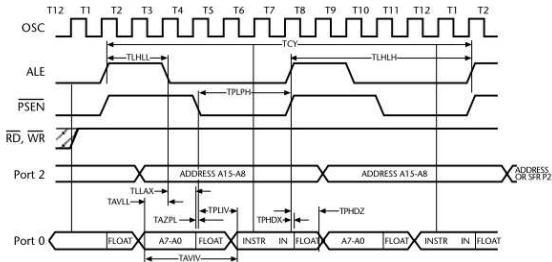 T12 T1 T2 T3 T4 T5 T6 T7 T8 T9 T10 T11 T12 T1 T2
OSC
TCY
TLHLL TLHLH
ALE
TPLPH
PSEN
RD, WR
Port 2 ADDRESS A15-A8 ADDRESS A15-A8 ADDRESS OR SFR P2
TLLAX
TAVLL TPLIV TPHDZ
TAZPL TPHDX
Port 0 FLOAT A7-A0 FLOAT INSTR IN FLOAT A7-A0 FLOAT INSTR IN FLOAT
TAVIV